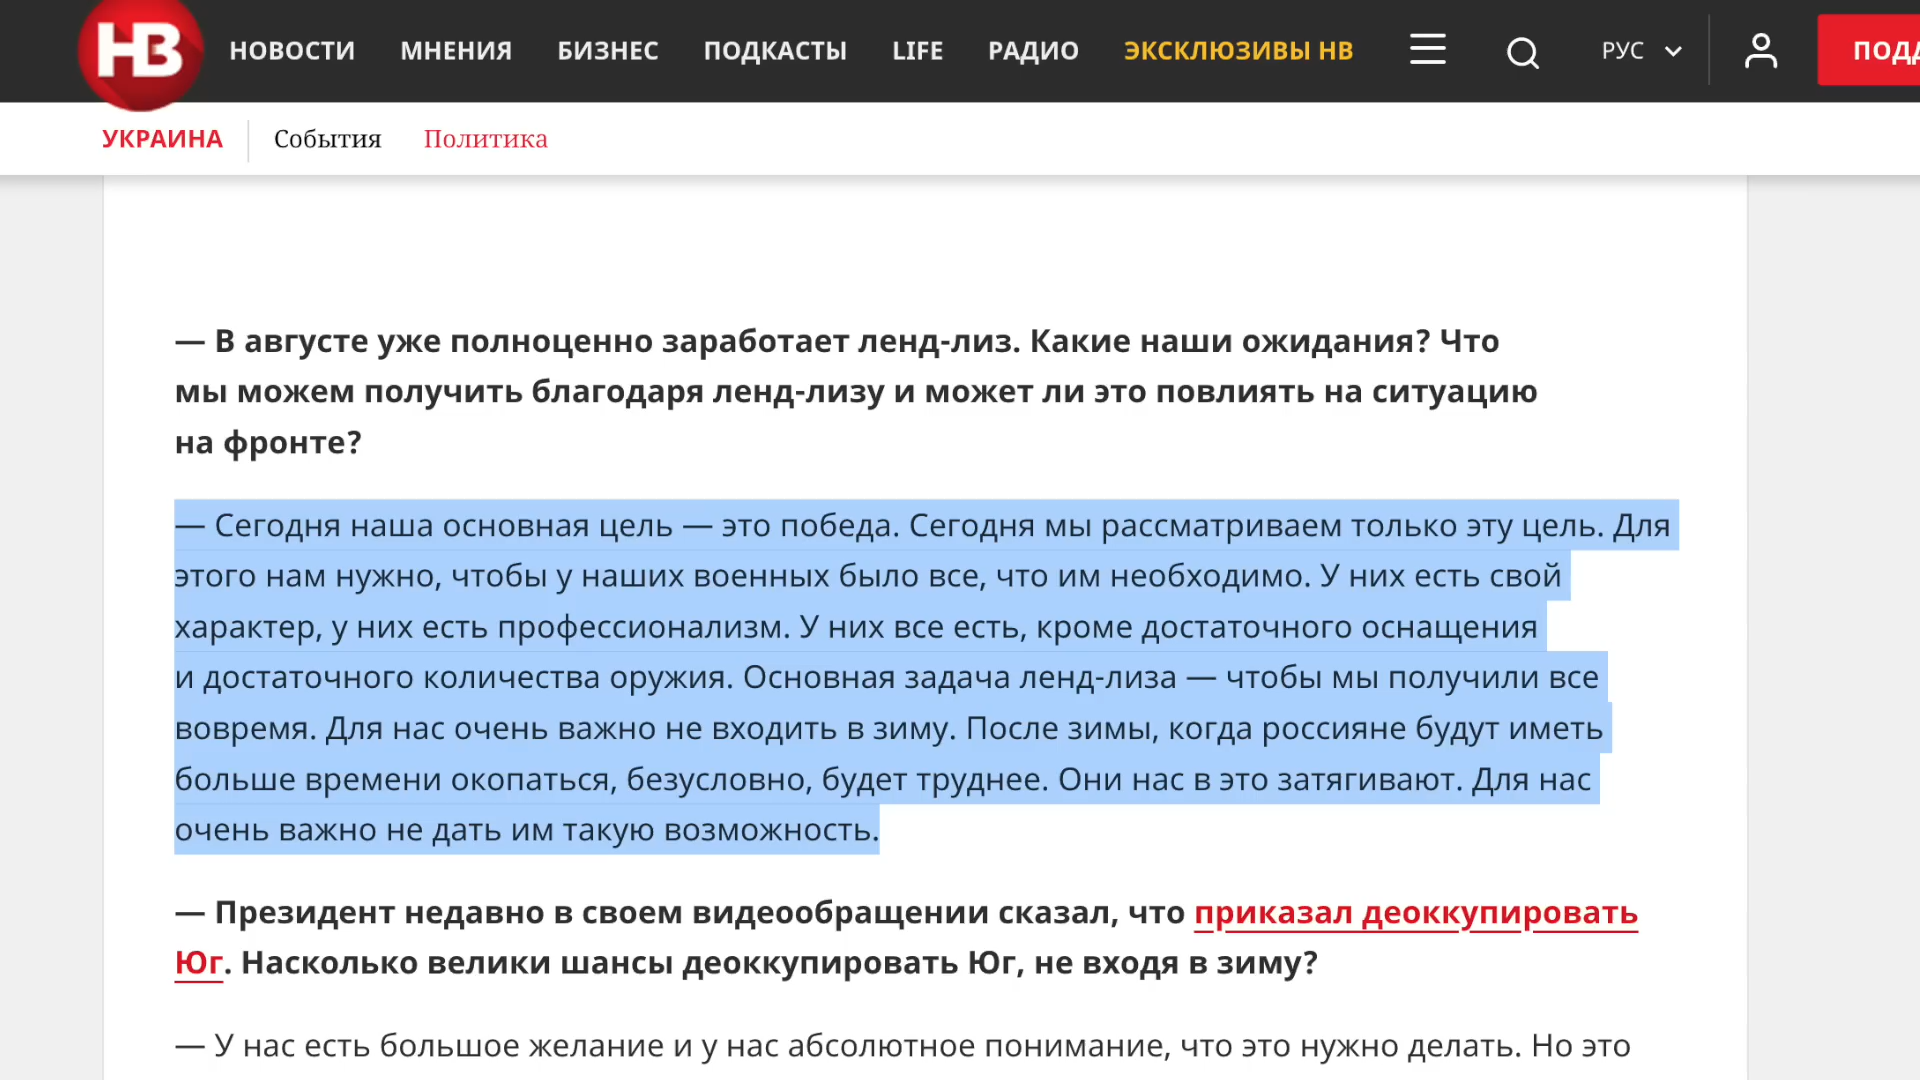 НВ
НОВОСТИ МНЕНИЯ БИЗНЕС ПОДКАСТЫ LIFE РАДИО ЭКСКЛЮЗИВЫ НВ РУС
УКРАИНА События Политика
— В августе уже полноценно заработает ленд-лиз. Какие наши ожидания? Что
мы можем получить благодаря ленд-лизу и может ли это повлиять на ситуацию
на фронте?
— Сегодня наша основная цель — это победа. Сегодня мы рассматриваем только эту цель. Для
этого нам нужно, чтобы у наших военных было все, что им необходимо. У них есть свой
характер, у них есть профессионализм. У них все есть, кроме достаточного оснащения
и достаточного количества оружия. Основная задача ленд-лиза — чтобы мы получили все
вовремя. Для нас очень важно не входить в зиму. После зимы, когда россияне будут иметь
больше времени окопаться, безусловно, будет труднее. Они нас в это затягивают. Для нас
очень важно не дать им такую возможность.
— Президент недавно в своем видеообращении сказал, что приказал деоккупировать
Юг. Насколько велики шансы деоккупировать Юг, не входя в зиму?
— У нас есть большое желание и у нас абсолютное понимание, что это нужно делать. Но это